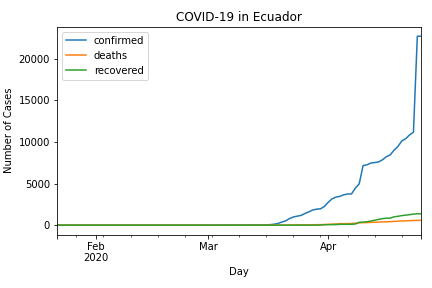 COVID-19 in Ecuador
confirmed
deaths
recovered
Number of Cases
20000
15000
10000
5000
0
Feb
2020
Mar
Apr
Day